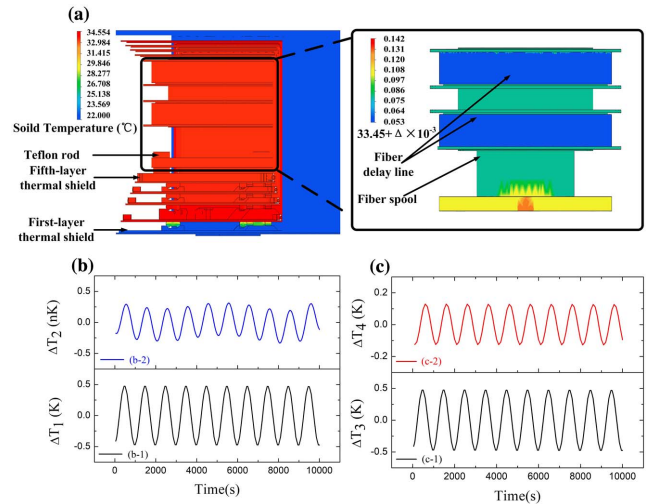 (a)
34.554
32.984
31.415
29.846
28.277
26.707
25.138
23.569
22.000
Soild Temperature (℃)
Teflon rod
Fifth-layer
thermal shield
First-layer
thermal shield
0.142
0.131
0.120
0.108
0.097
0.086
0.075
0.064
0.053
33.45+Δ×10⁻³
Fiber
delay line
Fiber spool
(b)
ΔT₂ (nK)
0.5
0.0
-0.5
(b-2)
ΔT₁ (K)
0.5
0.0
-0.5
(b-1)
0 2000 4000 6000 8000 10000
Time(s)
(c)
ΔT₄ (K)
0.2
0.0
-0.2
(c-2)
ΔT₃ (K)
0.5
0.0
-0.5
(c-1)
0 2000 4000 6000 8000 10000
Time(s)